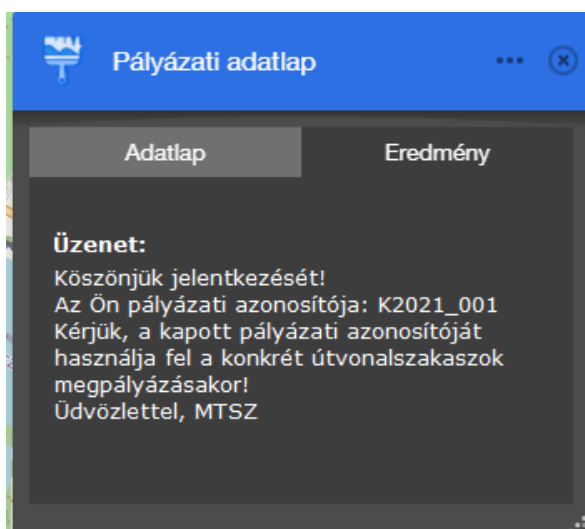 Pályázati adatlap
Adatlap
Eredmény
Üzenet:
Köszönjük jelentkezését!
Az Ön pályázati azonosítója: K2021_001
Kérjük, a kapott pályázati azonosítóját
használja fel a konkrét útvonalszakaszok
megpályázásakor!
Üdvözlettel, MTSZ